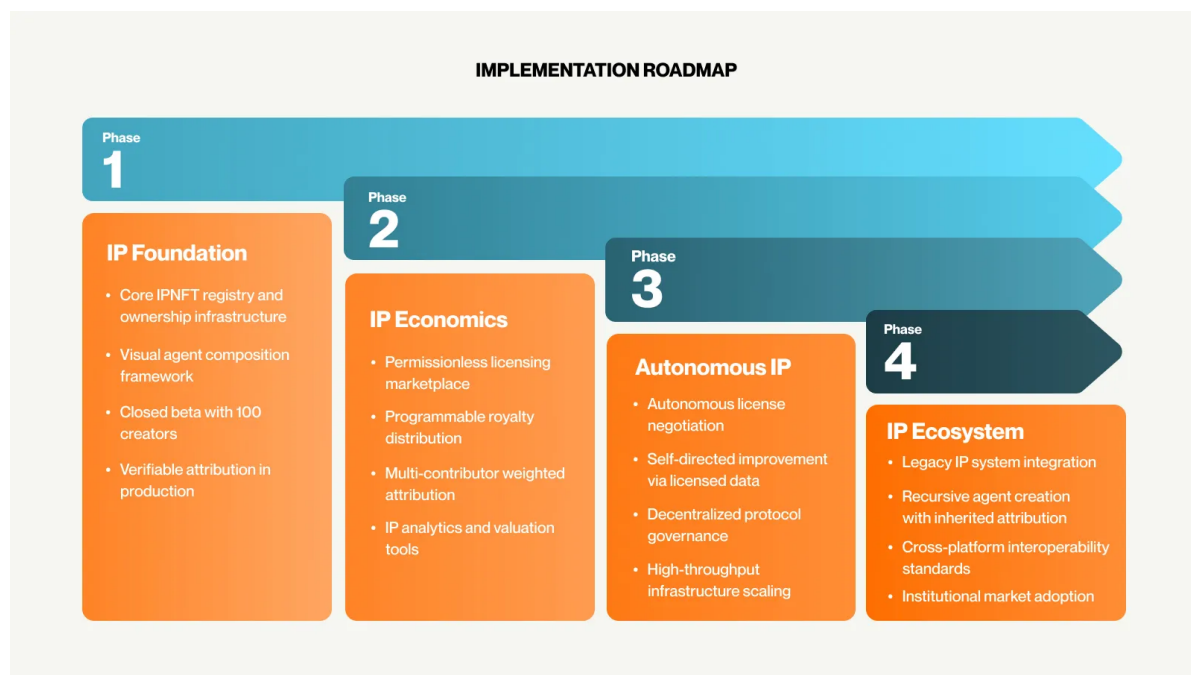 IMPLEMENTATION ROADMAP
Phase
1
IP Foundation
• Core IPNFT registry and
ownership infrastructure
• Visual agent composition
framework
• Closed beta with 100
creators
• Verifiable attribution in
production
Phase
2
IP Economics
• Permissionless licensing
marketplace
• Programmable royalty
distribution
• Multi-contributor weighted
attribution
• IP analytics and valuation
tools
Phase
3
Autonomous IP
• Autonomous license
negotiation
• Self-directed improvement
via licensed data
• Decentralized protocol
governance
• High-throughput
infrastructure scaling
Phase
4
IP Ecosystem
• Legacy IP system integration
• Recursive agent creation
with inherited attribution
• Cross-platform interoperability
standards
• Institutional market adoption